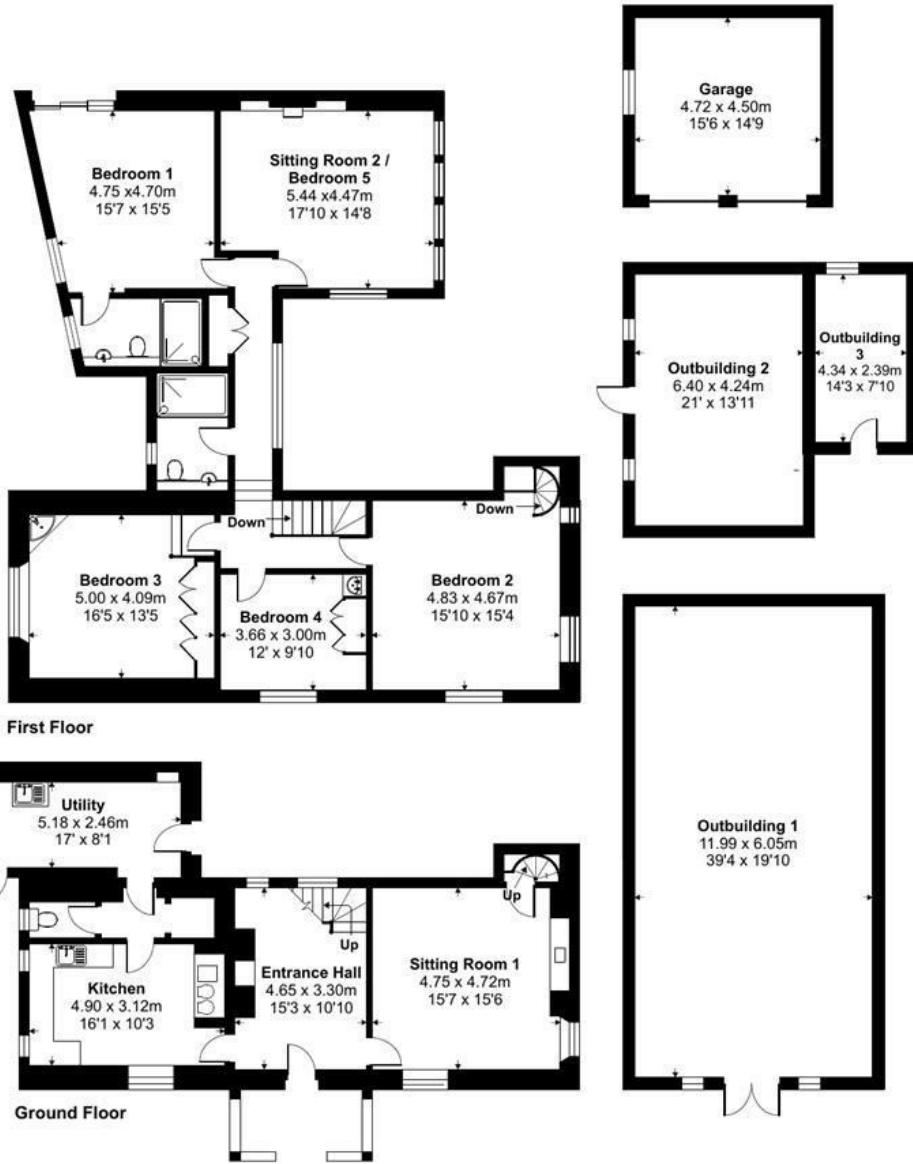 Garage
4.72 x 4.50m
15'6 x 14'9
Bedroom 1
4.75 x4.70m
15'7 x 15'5
Sitting Room 2 /
Bedroom 5
5.44 x4.47m
17'10 x 14'8
Outbuilding 2
6.40 x 4.24m
21' x 13'11
Outbuilding
3
4.34 x 2.39m
14'3 x 7'10
Down
Down
Bedroom 3
5.00 x 4.09m
16'5 x 13'5
Bedroom 4
3.66 x 3.00m
12' x 9'10
Bedroom 2
4.83 x 4.67m
15'10 x 15'4
First Floor
Utility
5.18 x 2.46m
17' x 8'1
Outbuilding 1
11.99 x 6.05m
39'4 x 19'10
Up
Up
Kitchen
4.90 x 3.12m
16'1 x 10'3
Entrance Hall
4.65 x 3.30m
15'3 x 10'10
Sitting Room 1
4.75 x 4.72m
15'7 x 15'6
Ground Floor